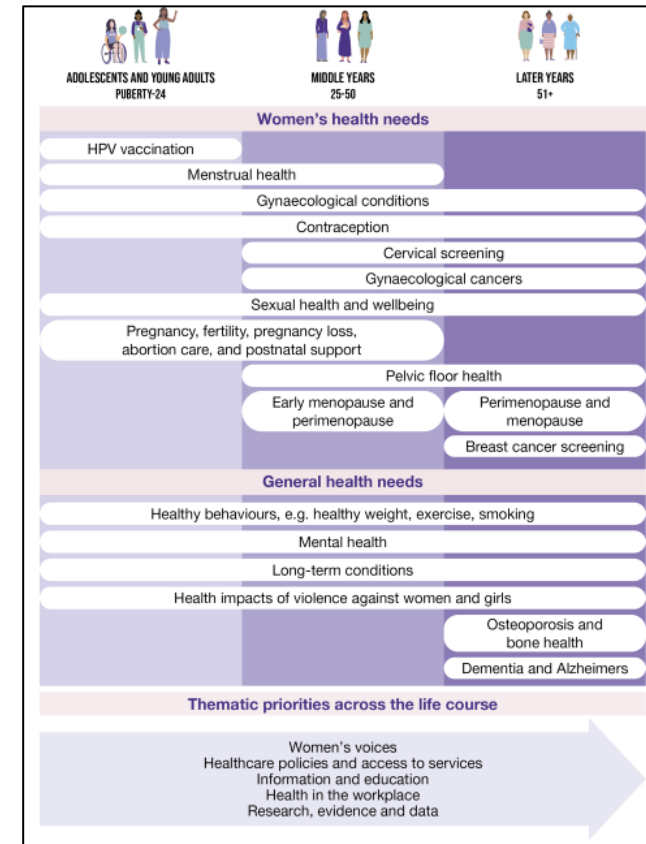 ADOLESCENTS AND YOUNG ADULTS
PUBERTY-24
MIDDLE YEARS
25-50
LATER YEARS
51+
Women's health needs
HPV vaccination
Menstrual health
Gynaecological conditions
Contraception
Cervical screening
Gynaecological cancers
Sexual health and wellbeing
Pregnancy, fertility, pregnancy loss,
abortion care, and postnatal support
Pelvic floor health
Early menopause and
perimenopause
Perimenopause and
menopause
Breast cancer screening
General health needs
Healthy behaviours, e.g. healthy weight, exercise, smoking
Mental health
Long-term conditions
Health impacts of violence against women and girls
Osteoporosis and
bone health
Dementia and Alzheimers
Thematic priorities across the life course
Women's voices
Healthcare policies and access to services
Information and education
Health in the workplace
Research, evidence and data